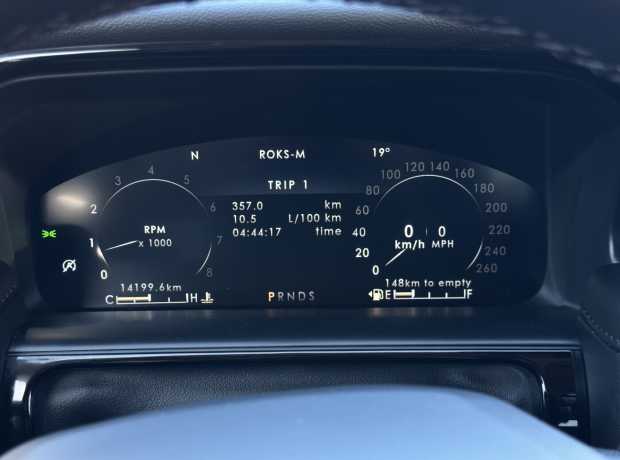 N ROKS-M 19°
TRIP 1
357.0 km
10.5 L/100 km
04:44:17 time
0 1 2 3 4 5 6 7 8
RPM
x 1000
0 20 40 60 80 100 120 140 160 180 200 220 240 260
0 0
km/h MPH
14199.6km
C H
PRNDS
148km to empty
E F